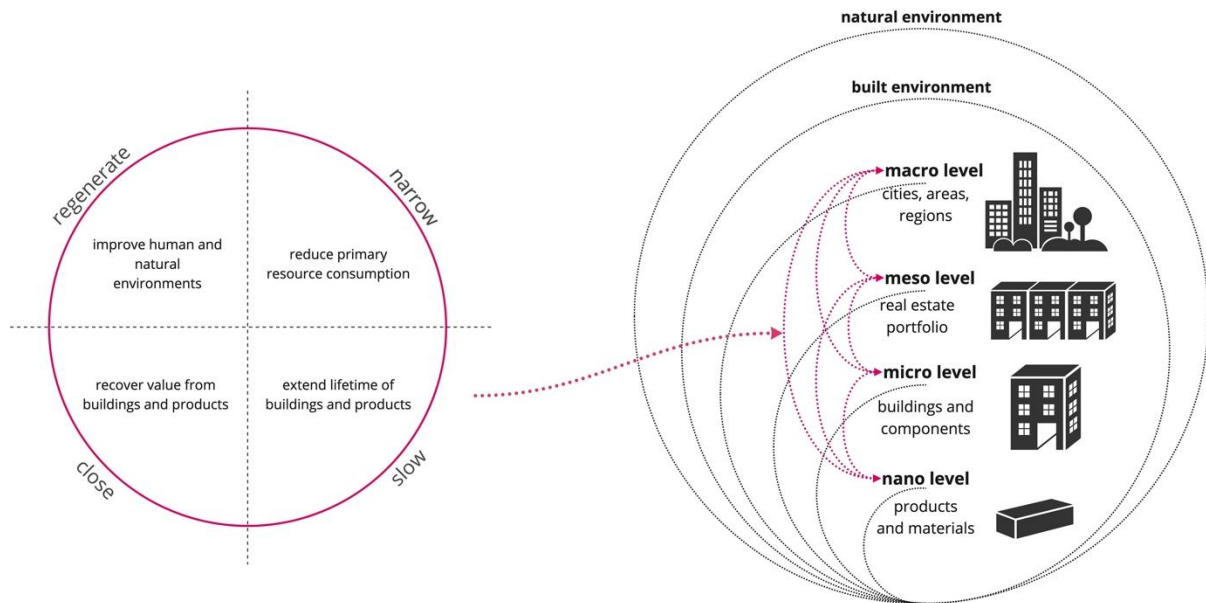 regenerate
narrow
improve human and
natural
environments
reduce primary
resource consumption
recover value from
buildings and products
extend lifetime of
buildings and products
close
slow
natural environment
built environment
macro level
cities, areas,
regions
meso level
real estate
portfolio
micro level
buildings and
components
nano level
products
and materials